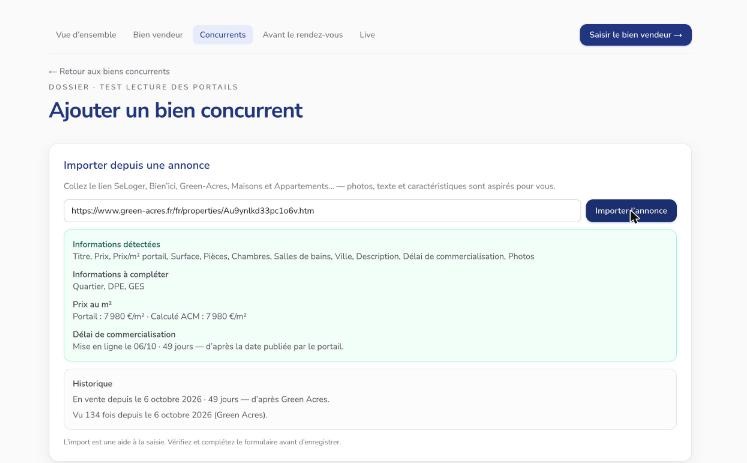 Vue d'ensemble
Bien vendeur
Concurrents
Avant le rendez-vous
Live
Saisir le bien vendeur →
← Retour aux biens concurrents
DOSSIER · TEST LECTURE DES PORTAILS
Ajouter un bien concurrent
Importer depuis une annonce
Collez le lien SeLoger, Bien'ici, Green-Acres, Maisons et Appartements… — photos, texte et caractéristiques sont aspirés pour vous.
https://www.green-acres.fr/fr/properties/Au9ynlkd33pc1o6v.htm
Importer l'annonce
Informations détectées
Titre, Prix, Prix/m² portail, Surface, Pièces, Chambres, Salles de bains, Ville, Description, Délai de commercialisation, Photos
Informations à compléter
Quartier, DPE, GES
Prix au m²
Portail : 7 980 €/m² · Calculé ACM : 7 980 €/m²
Délai de commercialisation
Mise en ligne le 06/10 · 49 jours — d'après la date publiée par le portail.
Historique
En vente depuis le 6 octobre 2026 · 49 jours — d'après Green Acres.
Vu 134 fois depuis le 6 octobre 2026 (Green Acres).
L'import est une aide à la saisie. Vérifiez et complétez le formulaire avant d'enregistrer.